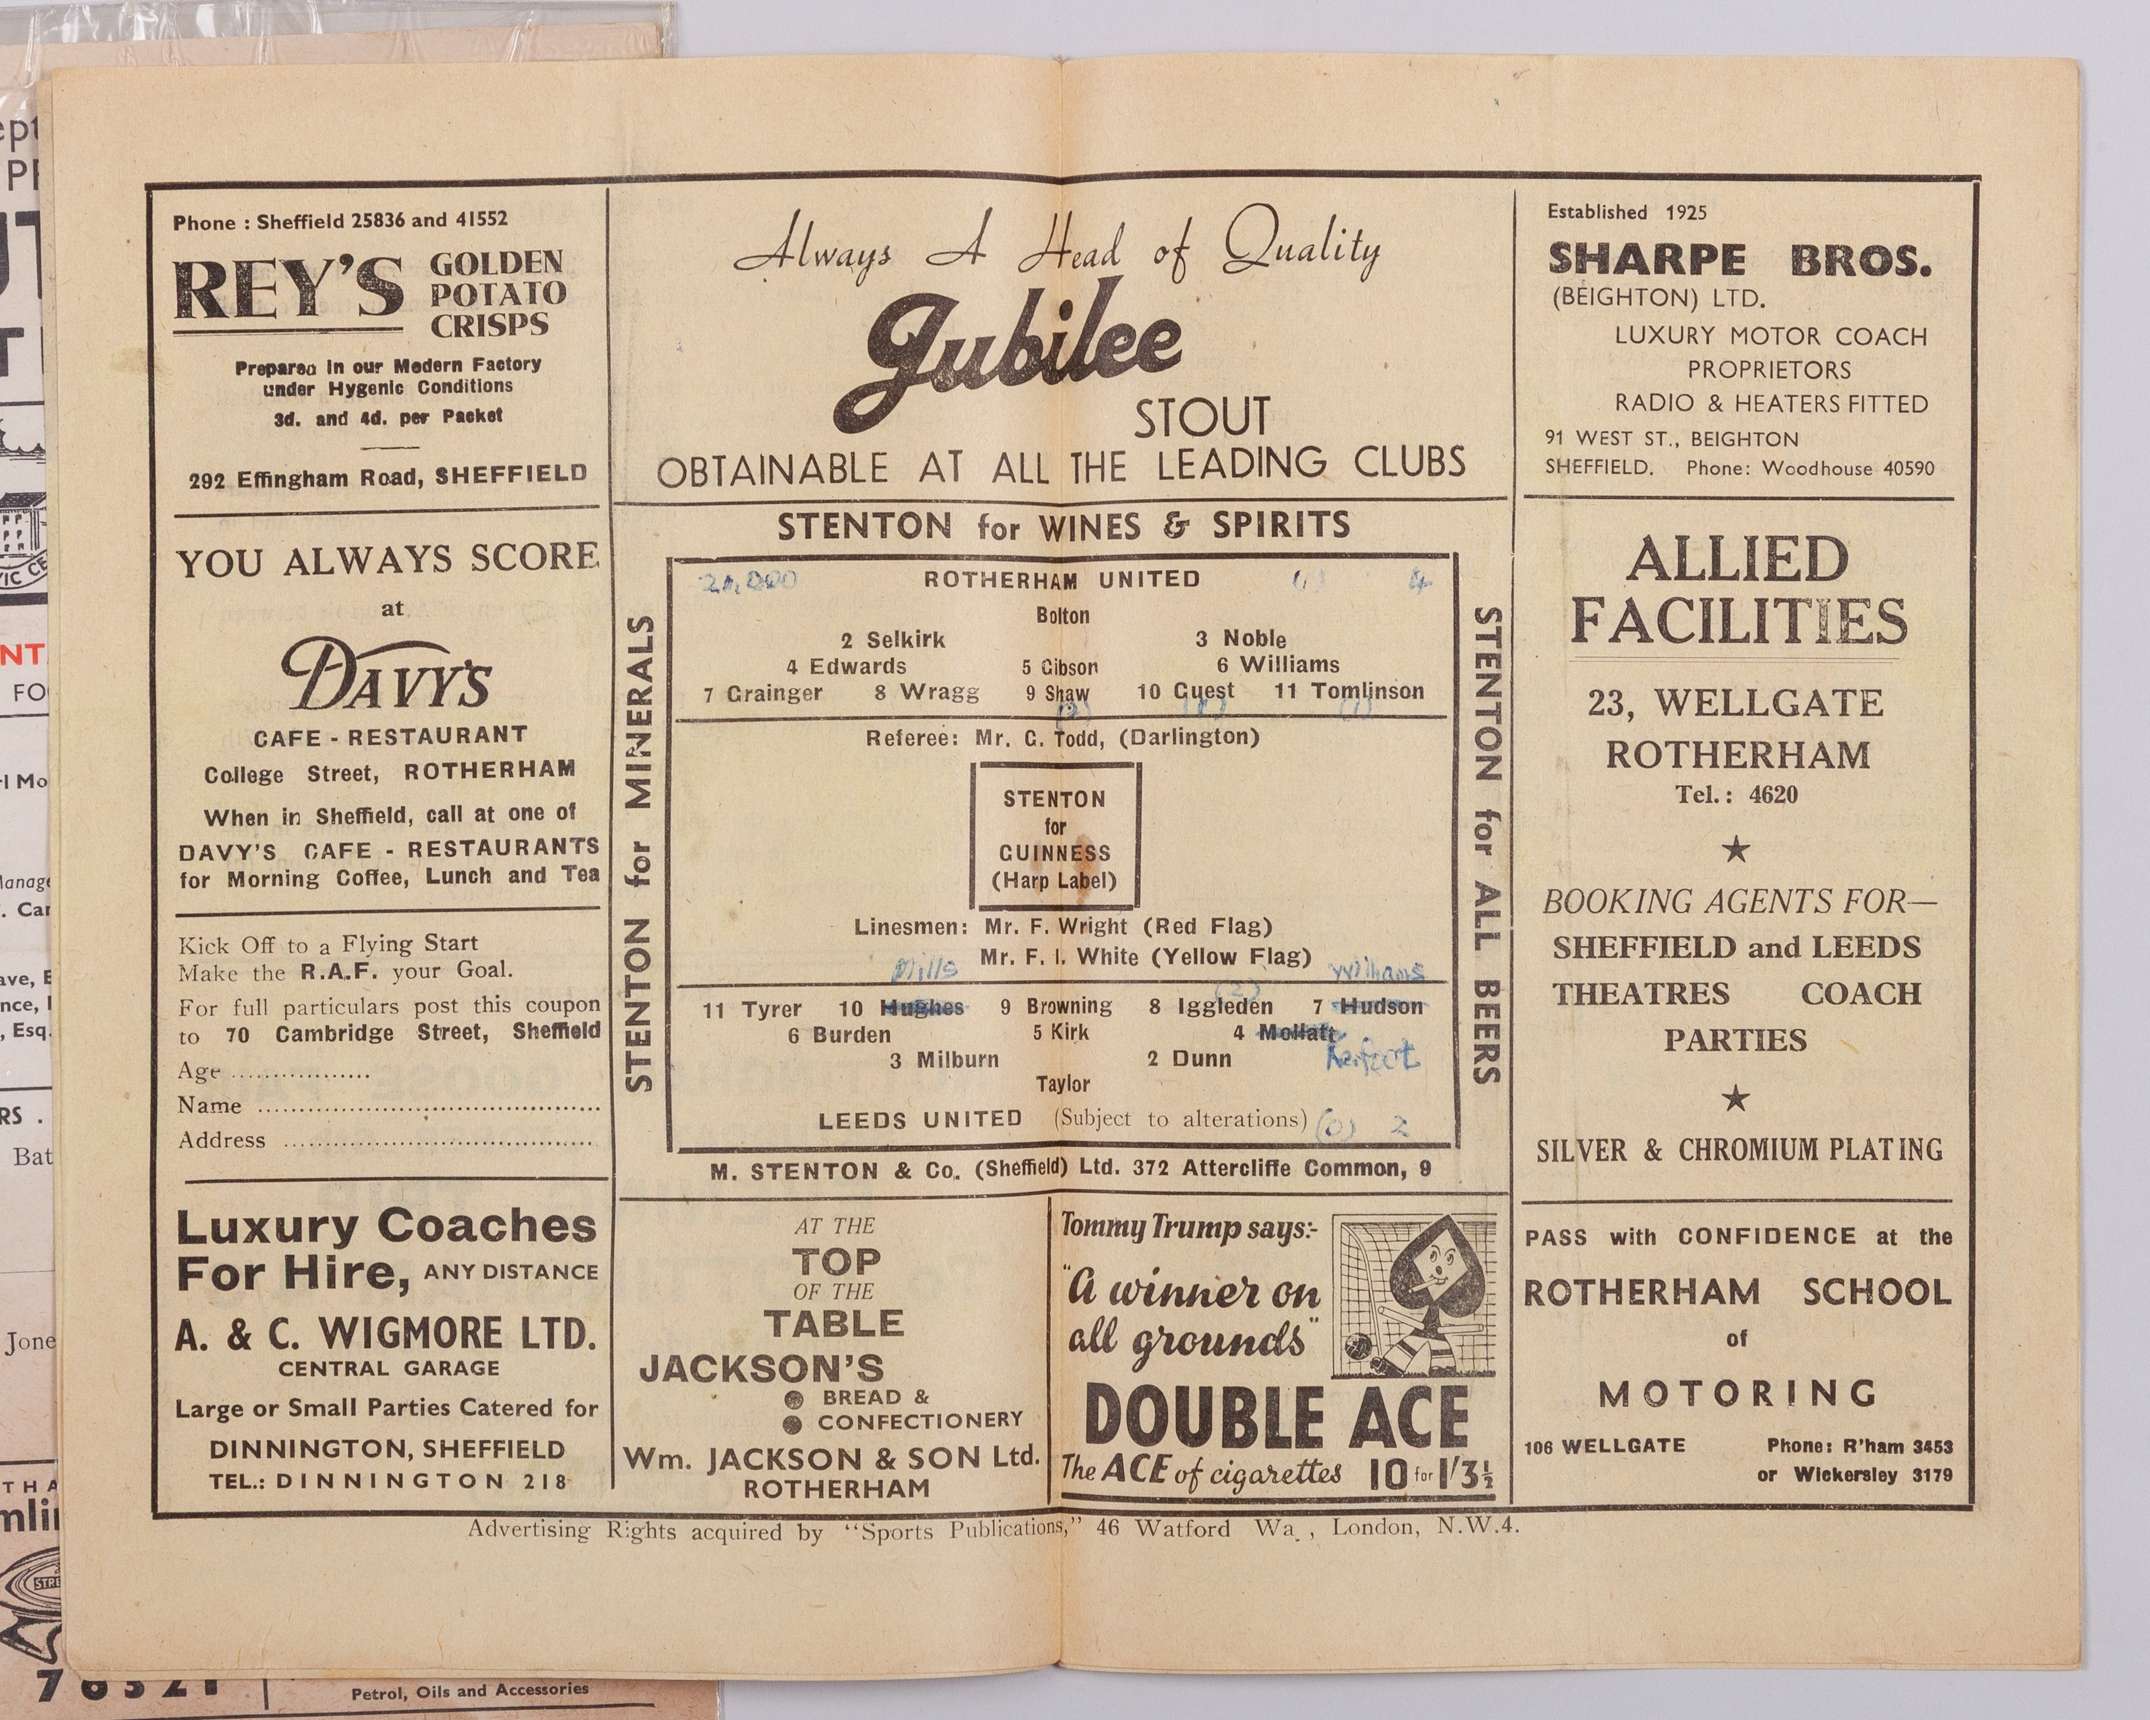 Phone : Sheffield 25836 and 41552
REY'S
GOLDEN
POTATO
CRISPS
Prepared in our Modern Factory
under Hygenic Conditions
3d. and 4d. per Packet
292 Effingham Road, SHEFFIELD
YOU ALWAYS SCORE
at
DAVY'S
CAFE - RESTAURANT
College Street, ROTHERHAM
When in Sheffield, call at one of
DAVY'S CAFE - RESTAURANTS
for Morning Coffee, Lunch and Tea
Kick Off to a Flying Start
Make the R.A.F. your Goal.
For full particulars post this coupon
to 70 Cambridge Street, Sheffield
Age .................
Name ..........................................
Address ......................................
Luxury Coaches
For Hire, ANY DISTANCE
A. & C. WIGMORE LTD.
CENTRAL GARAGE
Large or Small Parties Catered for
DINNINGTON, SHEFFIELD
TEL.: DINNINGTON 218
Always A Head of Quality
Jubilee
STOUT
OBTAINABLE AT ALL THE LEADING CLUBS
STENTON for WINES & SPIRITS
STENTON for MINERALS
ROTHERHAM UNITED 4
Bolton
2 Selkirk 3 Noble
4 Edwards 5 Gibson 6 Williams
7 Grainger 8 Wragg 9 Shaw 10 Guest 11 Tomlinson
(2) (1) (1)
Referee: Mr. G. Todd, (Darlington)
STENTON
for
GUINNESS
(Harp Label)
Linesmen: Mr. F. Wright (Red Flag)
Mr. F. I. White (Yellow Flag)
Mills Williams
(2)
11 Tyrer 10 Hughes 9 Browning 8 Iggleden 7 Hudson
6 Burden 5 Kirk 4 Mollatt
3 Milburn 2 Dunn Kerfoot
Taylor
LEEDS UNITED (Subject to alterations) (0) 2
STENTON for ALL BEERS
M. STENTON & Co. (Sheffield) Ltd. 372 Attercliffe Common, 9
AT THE
TOP
OF THE
TABLE
JACKSON'S
BREAD &
CONFECTIONERY
Wm. JACKSON & SON Ltd.
ROTHERHAM
Tommy Trump says:-
"A winner on
all grounds"
DOUBLE ACE
The ACE of cigarettes 10 for 1/3½
Established 1925
SHARPE BROS.
(BEIGHTON) LTD.
LUXURY MOTOR COACH
PROPRIETORS
RADIO & HEATERS FITTED
91 WEST ST., BEIGHTON
SHEFFIELD. Phone: Woodhouse 40590
ALLIED
FACILITIES
23, WELLGATE
ROTHERHAM
Tel.: 4620
BOOKING AGENTS FOR—
SHEFFIELD and LEEDS
THEATRES COACH
PARTIES
SILVER & CHROMIUM PLATING
PASS with CONFIDENCE at the
ROTHERHAM SCHOOL
of
MOTORING
106 WELLGATE Phone: R'ham 3453
or Wickersley 3179
Advertising Rights acquired by "Sports Publications," 46 Watford Wa., London, N.W.4.
Petrol, Oils and Accessories